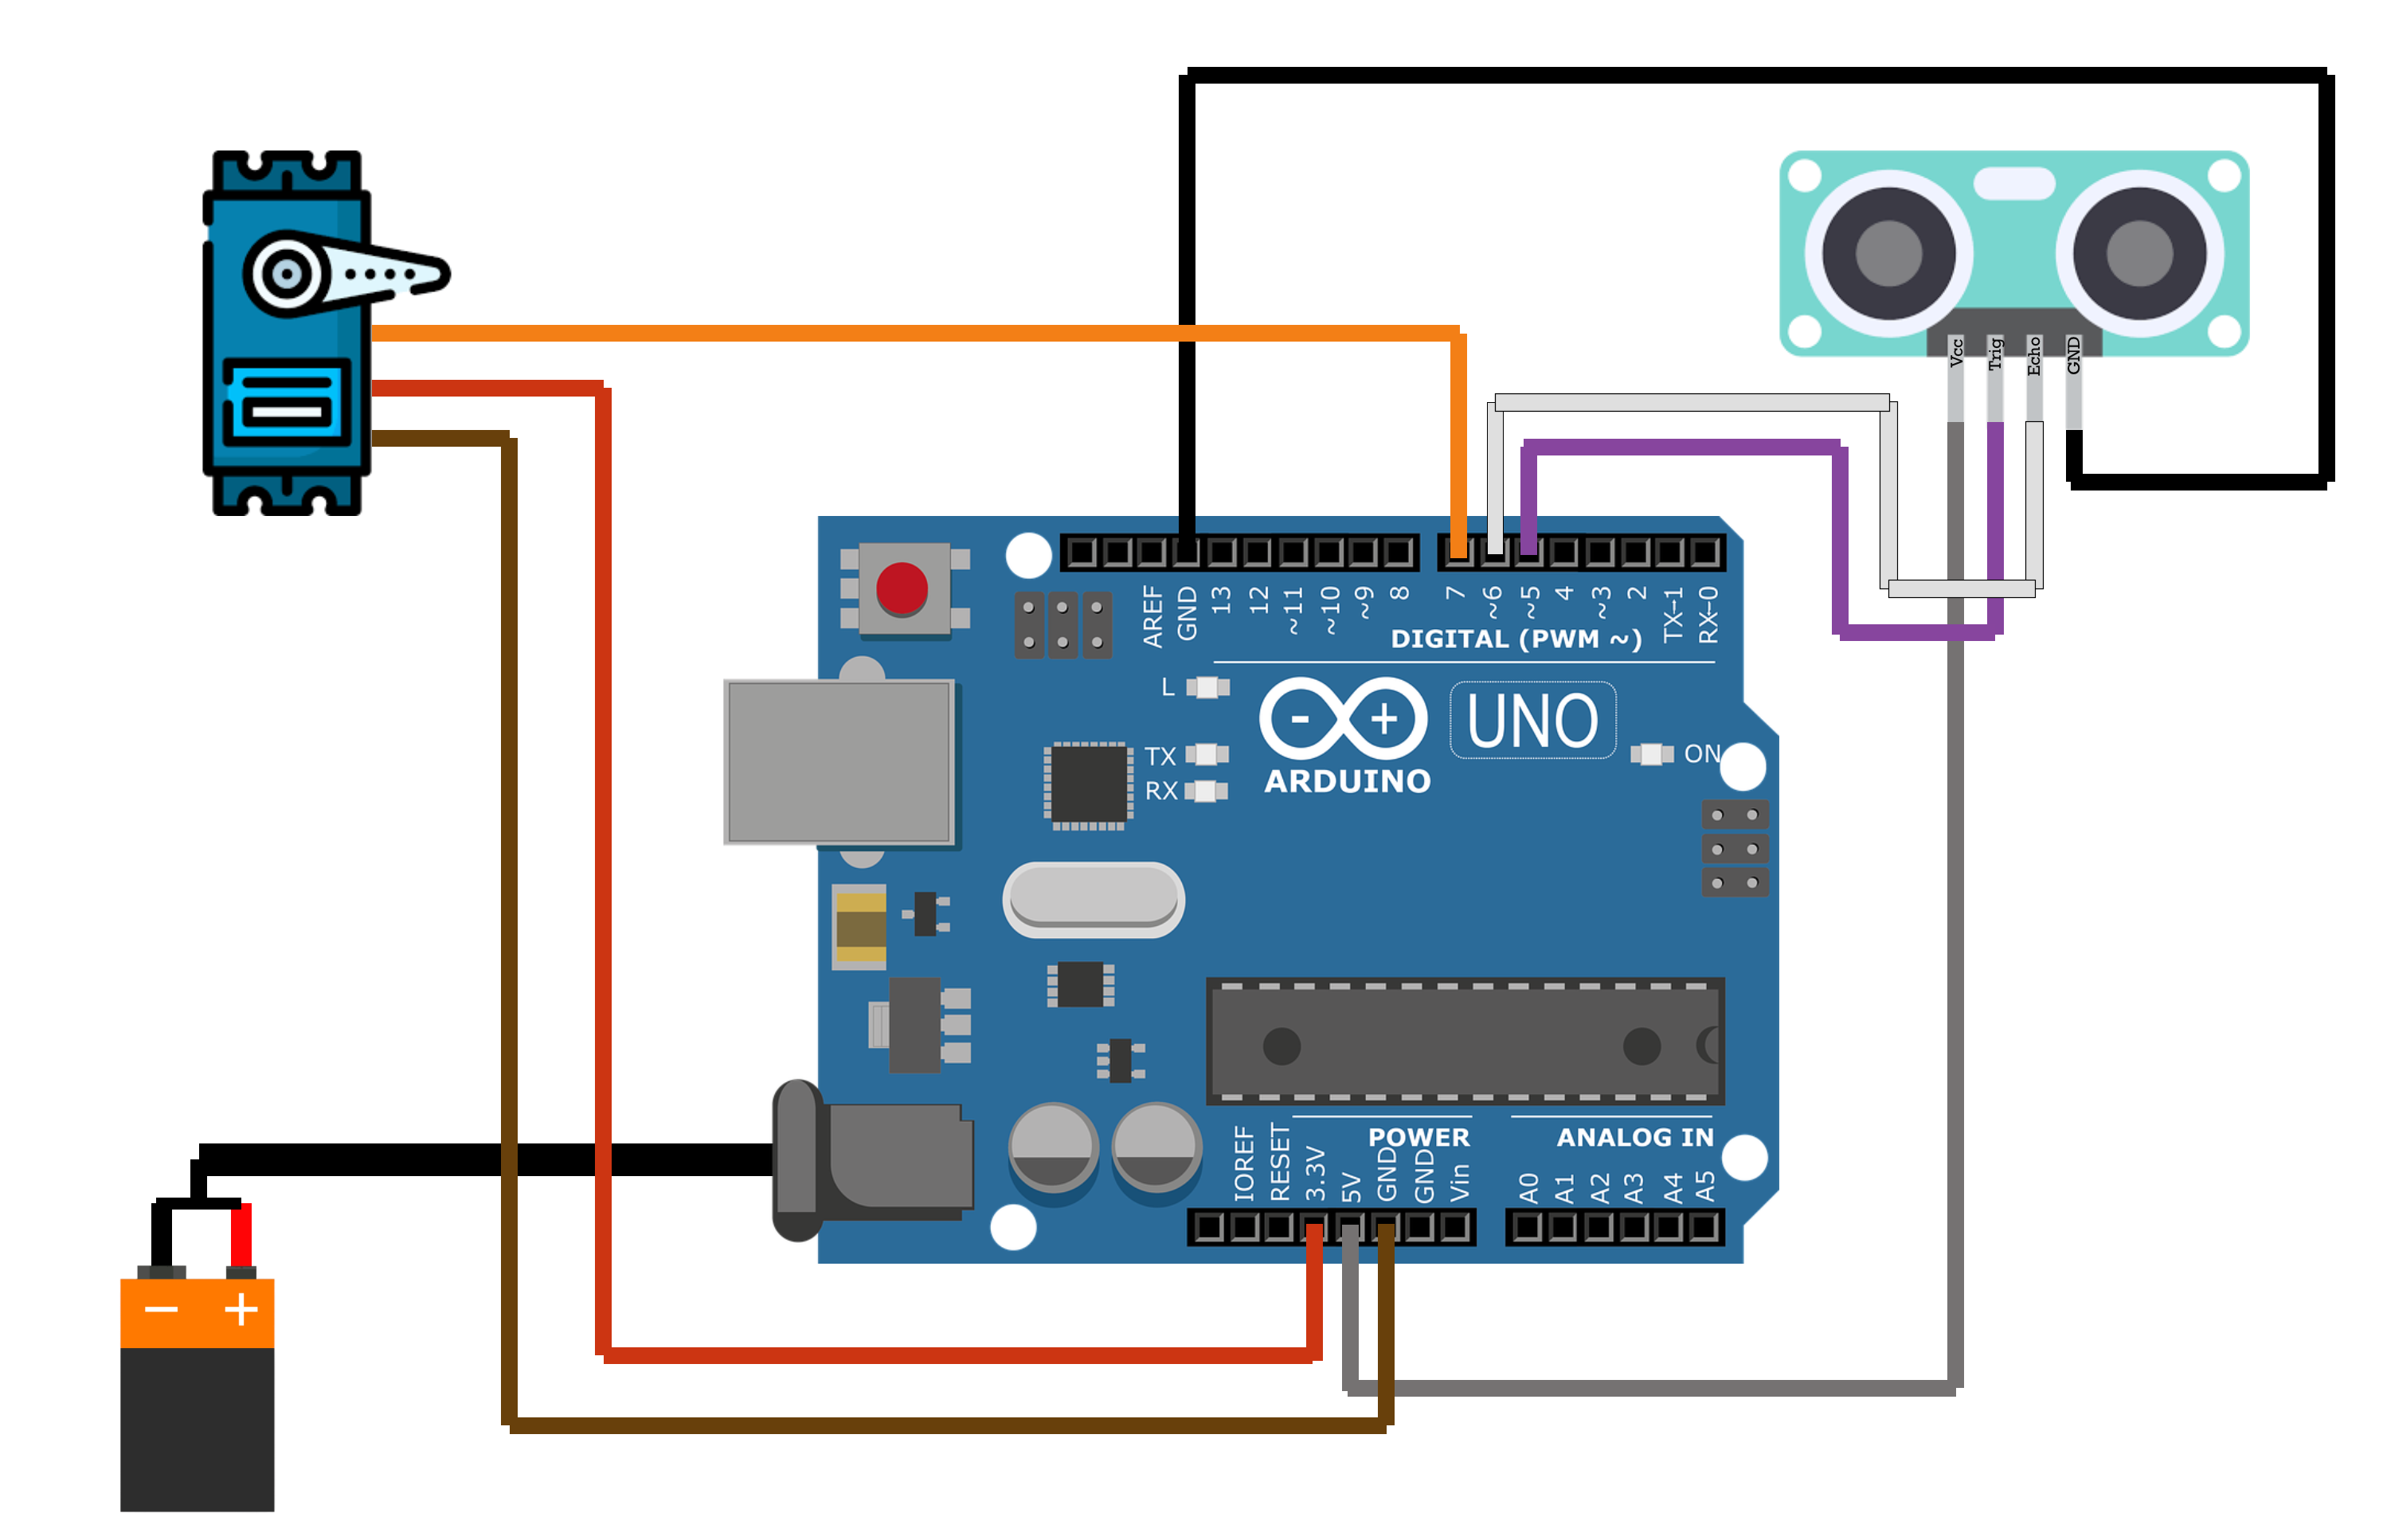 Vcc
Trig
Echo
GND
AREF
GND
13
12
~11
~10
~9
8
7
~6
~5
4
~3
2
TX→1
RX←0
DIGITAL (PWM ~)
L
- +
UNO
TX
ON
RX
ARDUINO
POWER
ANALOG IN
IOREF
RESET
3.3V
5V
GND
GND
Vin
A0
A1
A2
A3
A4
A5
− +